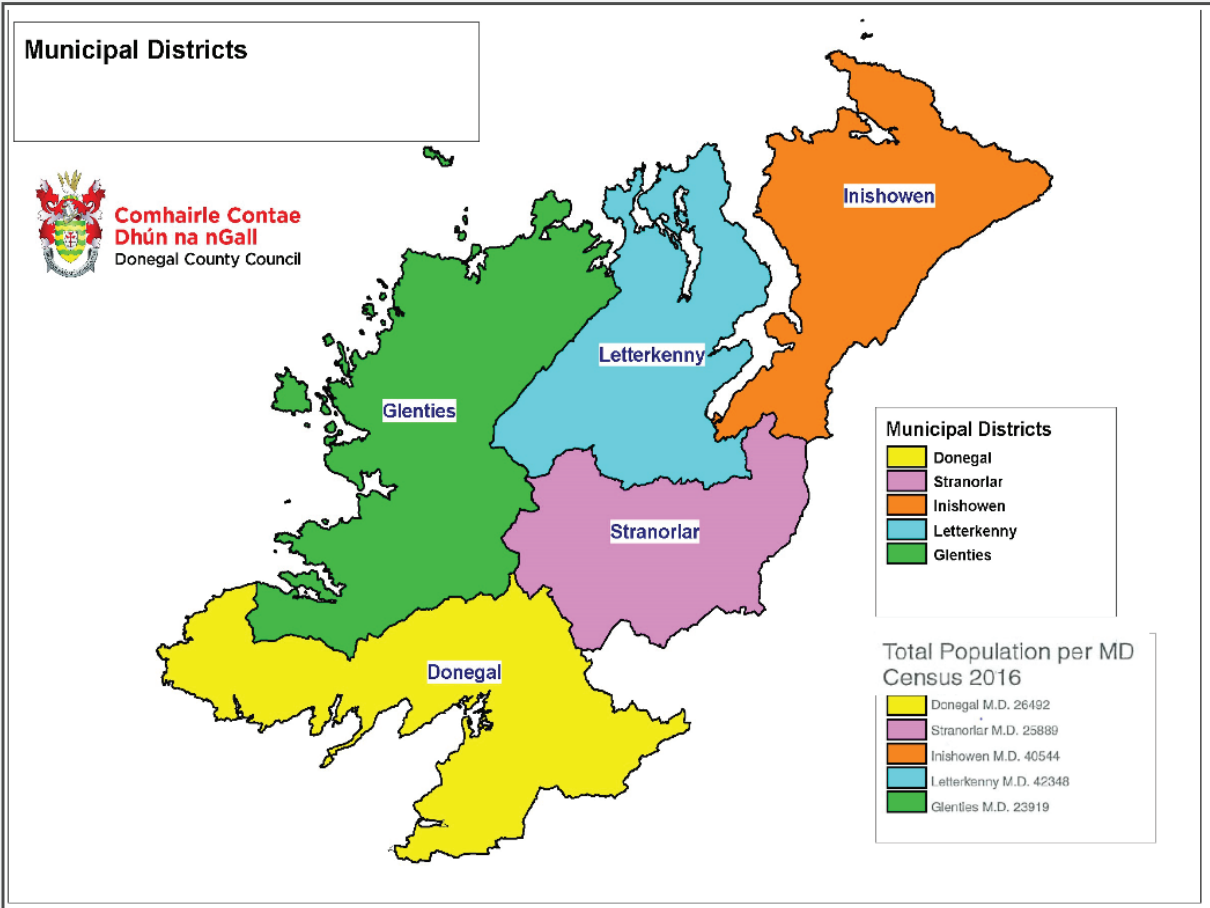 Municipal Districts
Comhairle Contae
Dhún na nGall
Donegal County Council
Inishowen
Letterkenny
Glenties
Stranorlar
Donegal
Municipal Districts
Donegal
Stranorlar
Inishowen
Letterkenny
Glenties
Total Population per MD
Census 2016
Donegal M.D. 26492
Stranorlar M.D. 25889
Inishowen M.D. 40544
Letterkenny M.D. 42348
Glenties M.D. 23919